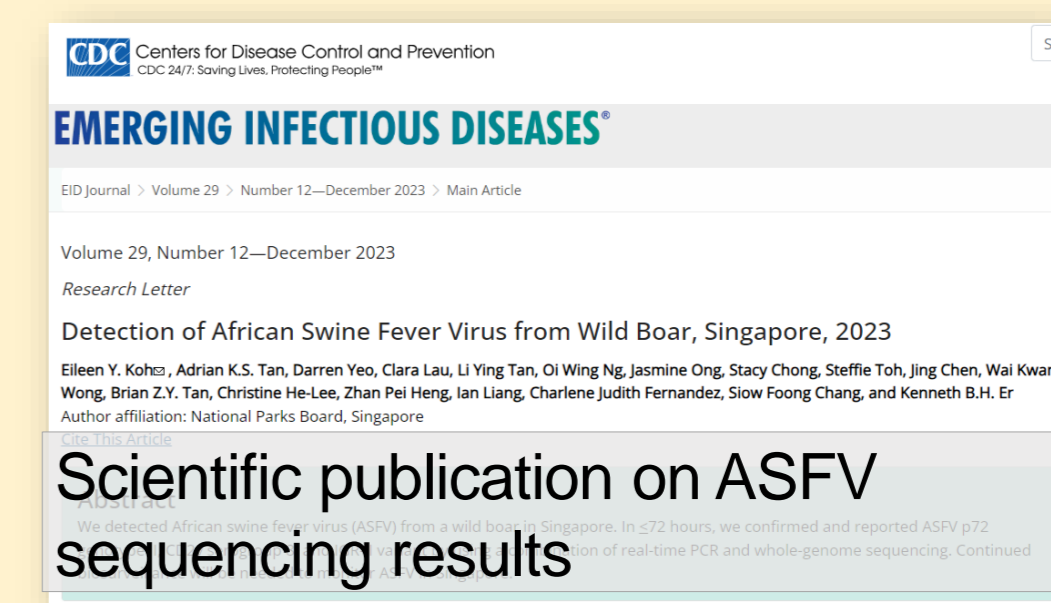 CDC Centers for Disease Control and Prevention
CDC 24/7: Saving Lives, Protecting People™
S
EMERGING INFECTIOUS DISEASES®
EID Journal > Volume 29 > Number 12—December 2023 > Main Article
Volume 29, Number 12—December 2023
Research Letter
Detection of African Swine Fever Virus from Wild Boar, Singapore, 2023
Eileen Y. Koh✉, Adrian K.S. Tan, Darren Yeo, Clara Lau, Li Ying Tan, Oi Wing Ng, Jasmine Ong, Stacy Chong, Steffie Toh, Jing Chen, Wai Kwan
Wong, Brian Z.Y. Tan, Christine He-Lee, Zhan Pei Heng, Ian Liang, Charlene Judith Fernandez, Siow Foong Chang, and Kenneth B.H. Er
Author affiliation: National Parks Board, Singapore
Cite This Article
Scientific publication on ASFV
Abstract
We detected African swine fever virus (ASFV) from a wild boar in Singapore. In ≤72 hours, we confirmed and reported ASFV p72
sequencing results
of real-time PCR and whole-genome sequencing. Continued